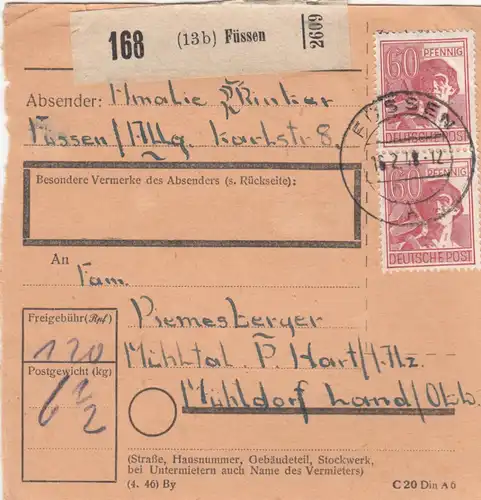 168 (13b) Füssen 2609
60 PFENNIG
DEUTSCHE POST
FÜSSEN
A
60
DEUTSCHE POST
Absender: Amalie Rinker
Füssen/Allg. Karlstr 8.
Besondere Vermerke des Absenders (s. Rückseite):
An
Fam.
Piemesberger
Mühltal P. Hart/Alz.
Mühldorf Land/Obb.
Freigebühr (Rpf.)
120
Postgewicht (kg)
6 1/2
(Straße, Hausnummer, Gebäudeteil, Stockwerk,
bei Untermietern auch Name des Vermieters)
(4. 46) By
C 20 Din A 6